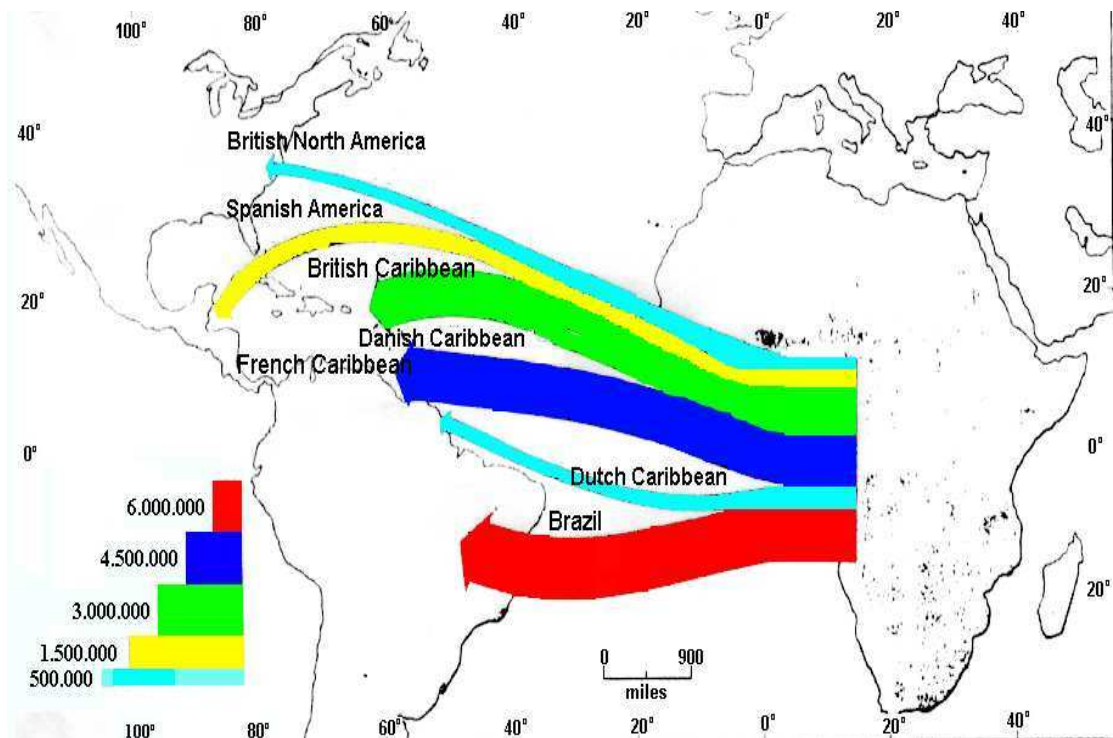 100° 80° 60° 40° 20° 0° 20° 40°
40° 40°
British North America
Spanish America
British Caribbean
20° 20°
Danish Caribbean
French Caribbean
0° 0°
Dutch Caribbean
6.000.000
Brazil
4.500.000
20°
3.000.000
1.500.000
0 900
500.000
miles
100° 80° 60° 40° 20° 0° 20° 40°